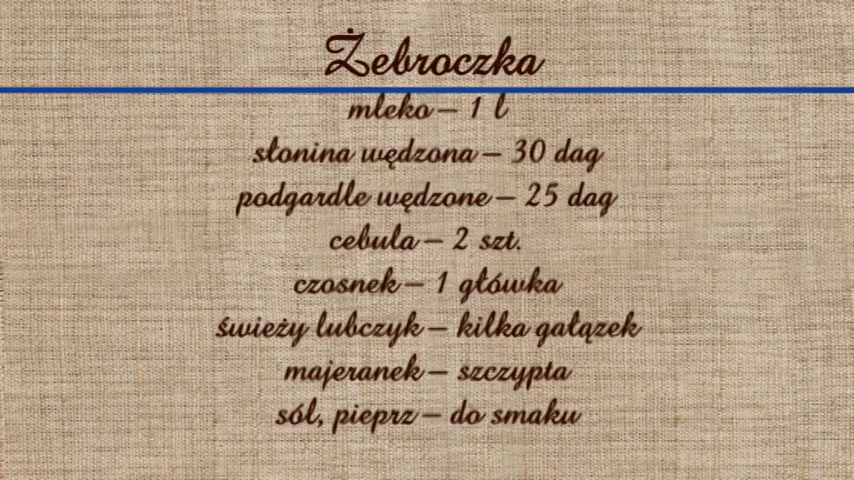 Żebroczka
mleko – 1 l
słonina wędzona – 30 dag
podgardle wędzone – 25 dag
cebula – 2 szt.
czosnek – 1 główka
świeży lubczyk – kilka gałązek
majeranek – szczypta
sól, pieprz – do smaku